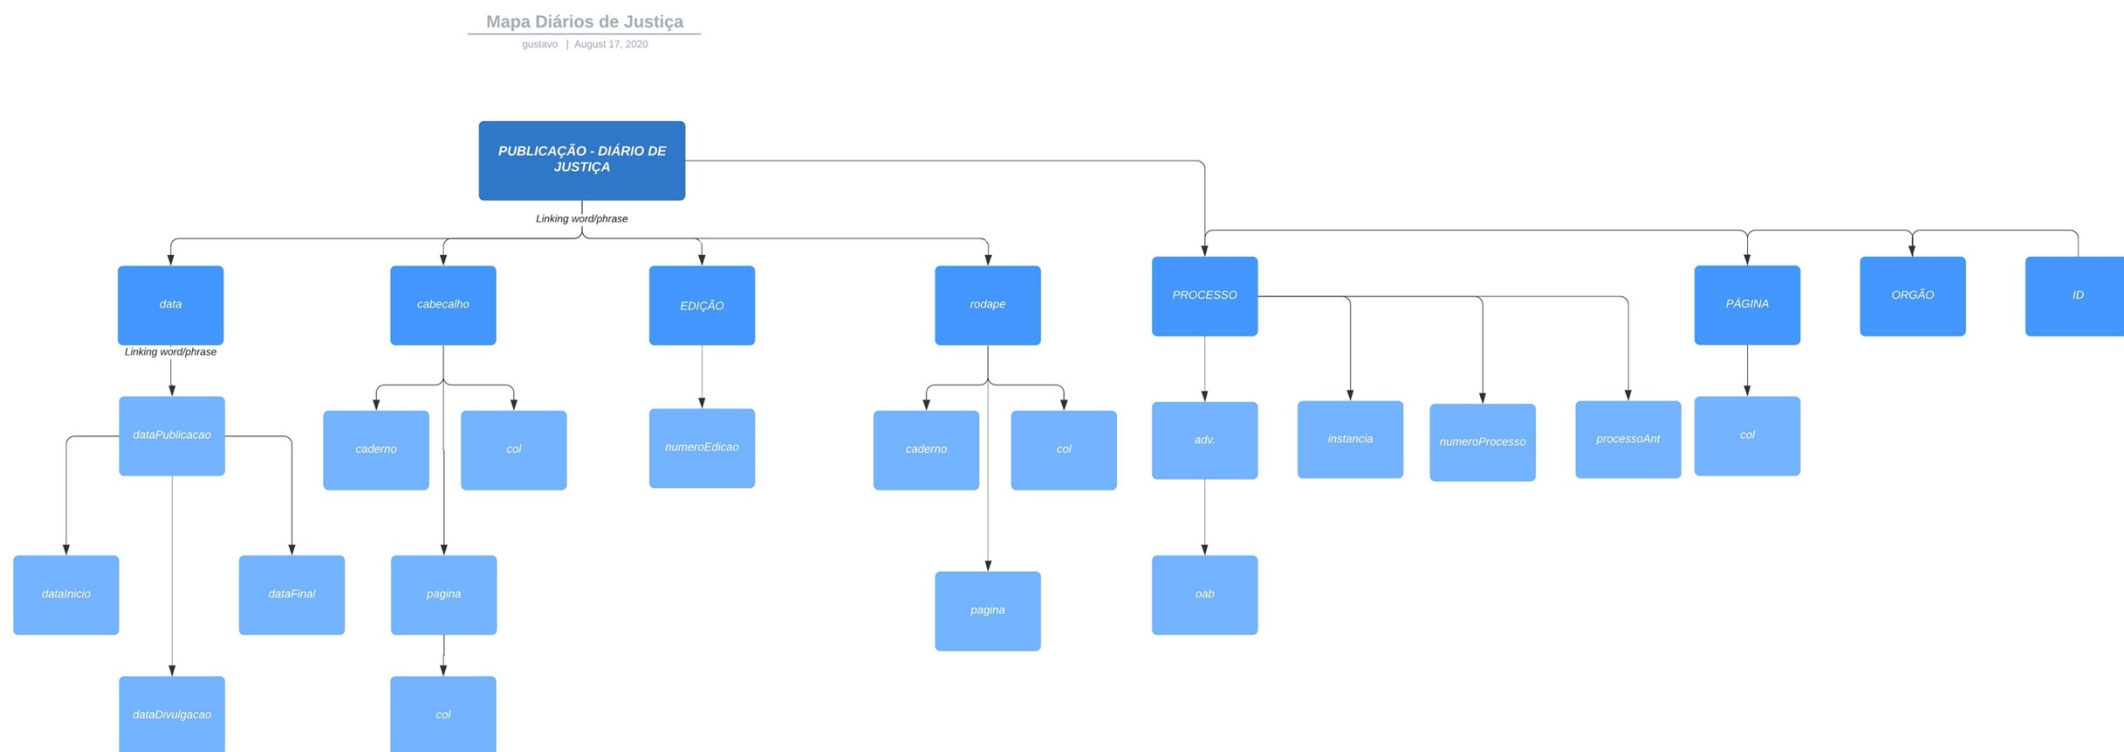 Mapa Diários de Justiça
gustavo | August 17, 2020
PUBLICAÇÃO - DIÁRIO DE
JUSTIÇA
Linking word/phrase
data
cabecalho
EDIÇÃO
rodape
PROCESSO
PÁGINA
ORGÃO
ID
Linking word/phrase
dataPublicacao
caderno
col
numeroEdicao
caderno
col
adv.
instancia
numeroProcesso
processoAnt
col
dataInicio
dataFinal
pagina
pagina
oab
dataDivulgacao
col